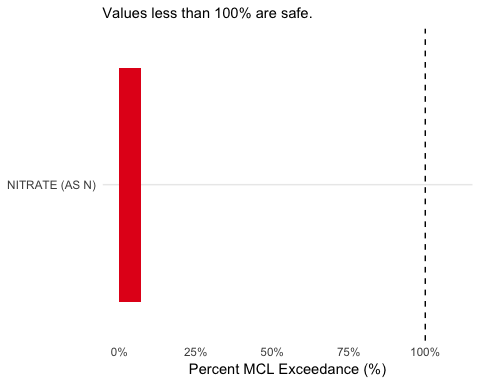 Values less than 100% are safe.
NITRATE (AS N)
0% 25% 50% 75% 100%
Percent MCL Exceedance (%)